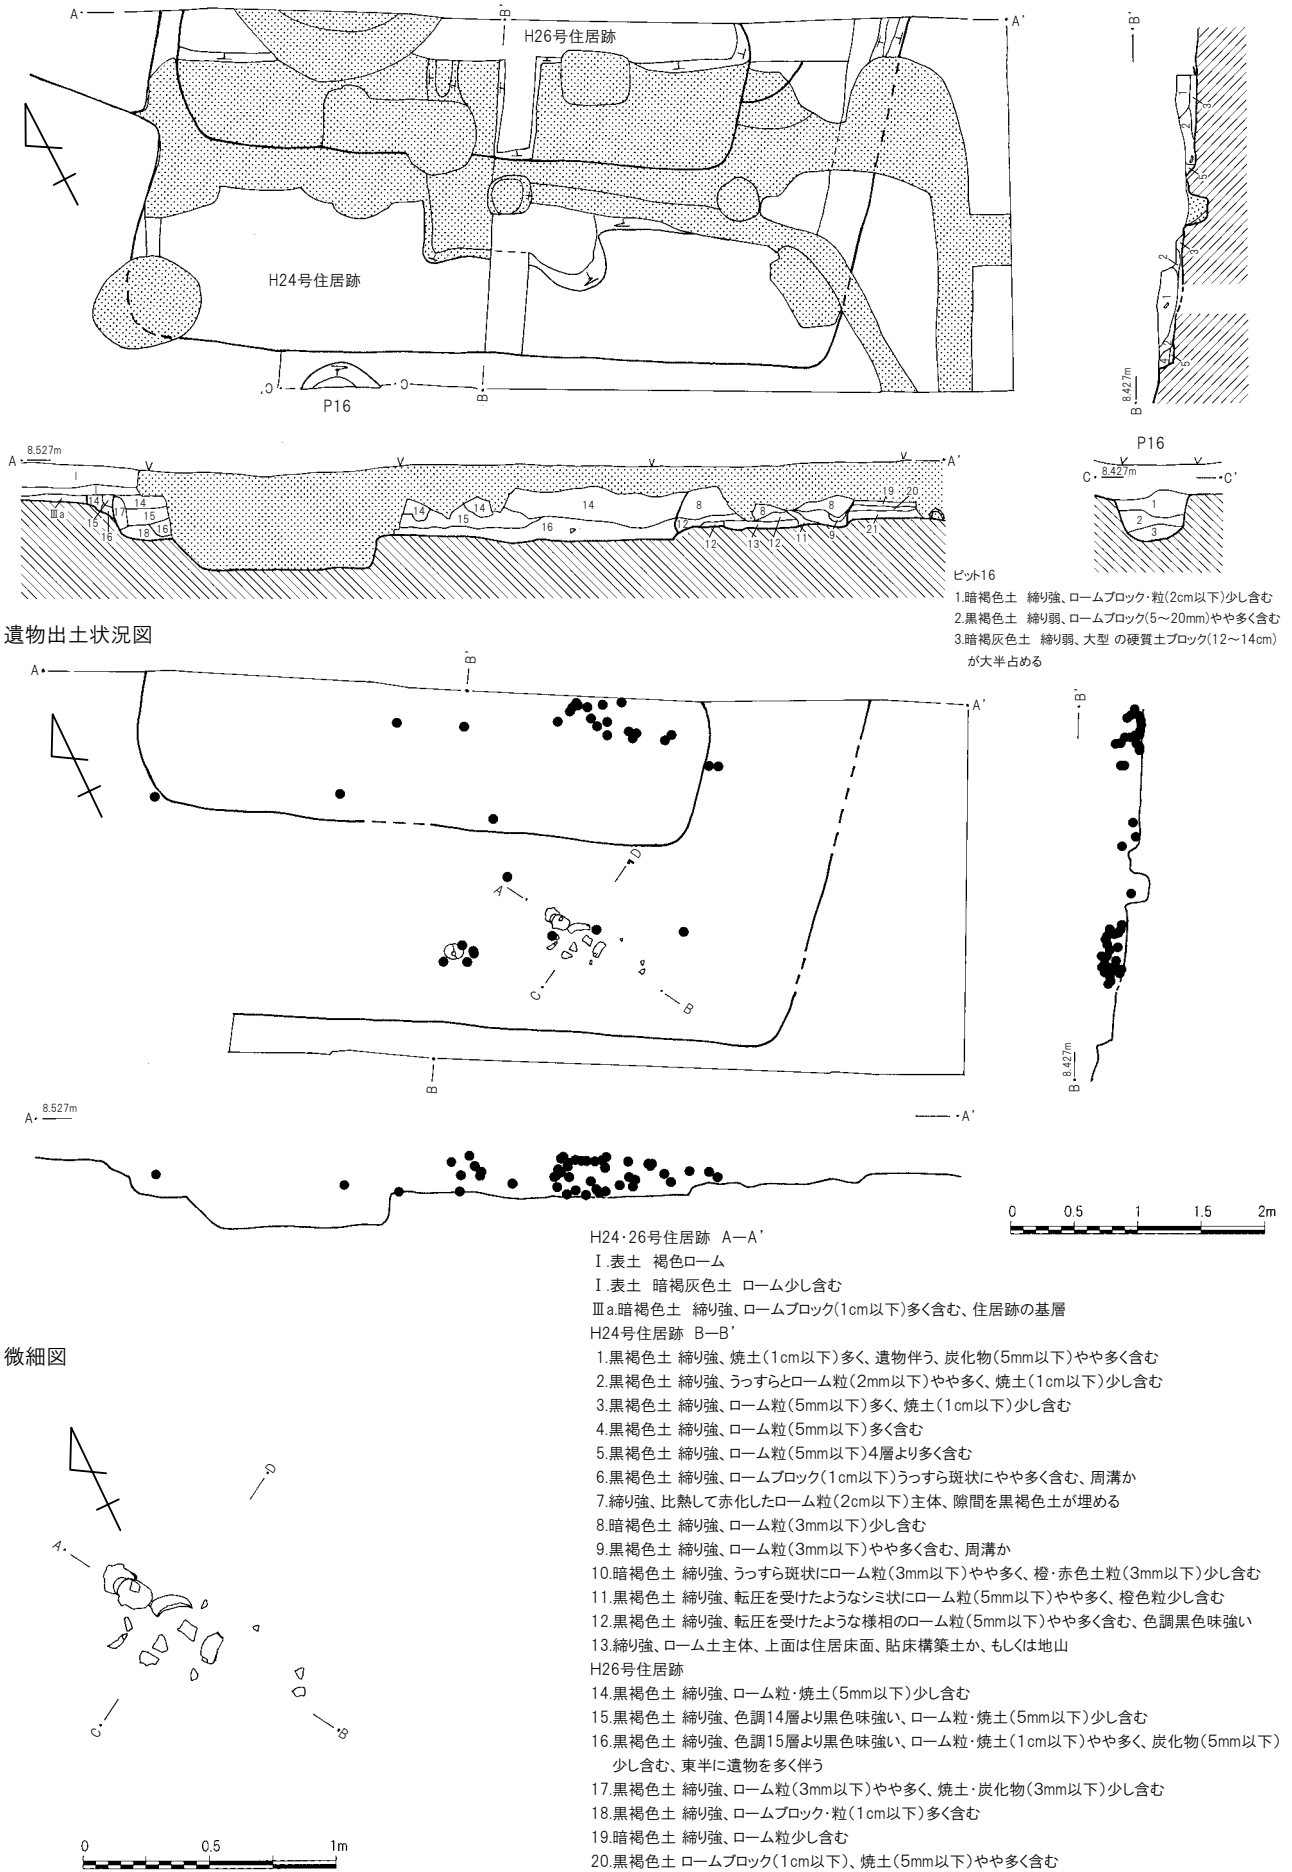 A
B'
A'
H26号住居跡
B'
H24号住居跡
C'
C
B
P16
1
2
3
5
3
2
1
4
5
8.427m
B
A 8.527m
A'
I
Ⅲa
14
15
16
17
14
15
18
16
14
15
14
14
16
8
12
12
8
13
12
11
8
9
19
20
21
P16
C 8.427m
C'
1
2
3
ピット16
1.暗褐色土 締り強、ロームブロック・粒(2cm以下)少し含む
2.黒褐色土 締り弱、ロームブロック(5～20mm)やや多く含む
3.暗褐灰色土 締り弱、大型 の硬質土ブロック(12～14cm)
が大半占める
遺物出土状況図
A
B'
A'
B'
D
A
C
B
B
8.427m
B
A 8.527m
A'
0 0.5 1 1.5 2m
H24・26号住居跡 A―A'
Ⅰ.表土 褐色ローム
Ⅰ.表土 暗褐灰色土 ローム少し含む
Ⅲa.暗褐色土 締り強、ロームブロック(1cm以下)多く含む、住居跡の基層
H24号住居跡 B―B'
1.黒褐色土 締り強、焼土(1cm以下)多く、遺物伴う、炭化物(5mm以下)やや多く含む
2.黒褐色土 締り強、うっすらとローム粒(2mm以下)やや多く、焼土(1cm以下)少し含む
3.黒褐色土 締り強、ローム粒(5mm以下)多く、焼土(1cm以下)少し含む
4.黒褐色土 締り強、ローム粒(5mm以下)多く含む
5.黒褐色土 締り強、ローム粒(5mm以下)4層より多く含む
6.黒褐色土 締り強、ロームブロック(1cm以下)うっすら斑状にやや多く含む、周溝か
7.締り強、比熱して赤化したローム粒(2cm以下)主体、隙間を黒褐色土が埋める
8.暗褐色土 締り強、ローム粒(3mm以下)少し含む
9.黒褐色土 締り強、ローム粒(3mm以下)やや多く含む、周溝か
10.暗褐色土 締り強、うっすら斑状にローム粒(3mm以下)やや多く、橙・赤色土粒(3mm以下)少し含む
11.黒褐色土 締り強、転圧を受けたようなシミ状にローム粒(5mm以下)やや多く、橙色粒少し含む
12.黒褐色土 締り強、転圧を受けたような様相のローム粒(5mm以下)やや多く含む、色調黒色味強い
13.締り強、ローム土主体、上面は住居床面、貼床構築土か、もしくは地山
H26号住居跡
14.黒褐色土 締り強、ローム粒・焼土(5mm以下)少し含む
15.黒褐色土 締り強、色調14層より黒色味強い、ローム粒・焼土(5mm以下)少し含む
16.黒褐色土 締り強、色調15層より黒色味強い、ローム粒・焼土(1cm以下)やや多く、炭化物(5mm以下)
少し含む、東半に遺物を多く伴う
17.黒褐色土 締り強、ローム粒(3mm以下)やや多く、焼土・炭化物(3mm以下)少し含む
18.黒褐色土 締り強、ロームブロック・粒(1cm以下)多く含む
19.暗褐色土 締り強、ローム粒少し含む
20.黒褐色土 ロームブロック(1cm以下)、焼土(5mm以下)やや多く含む
微細図
D
A
C
B
0 0.5 1m